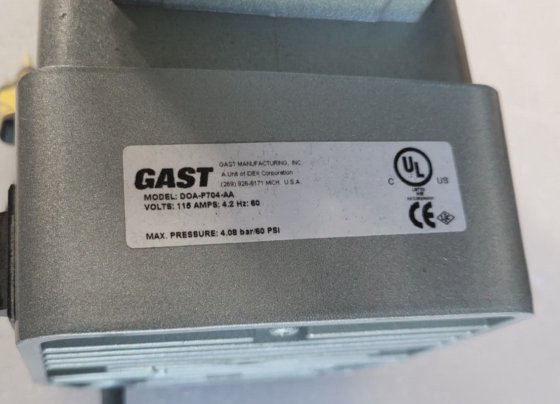 GAST
GAST MANUFACTURING, INC.
A Unit of IDEX Corporation
(269) 926-6171 MICH. U.S.A.
MODEL: DOA-P704-AA
VOLTS: 115 AMPS: 4.2 Hz: 60
MAX. PRESSURE: 4.08 bar/60 PSI
UL
C US
LISTED
CE